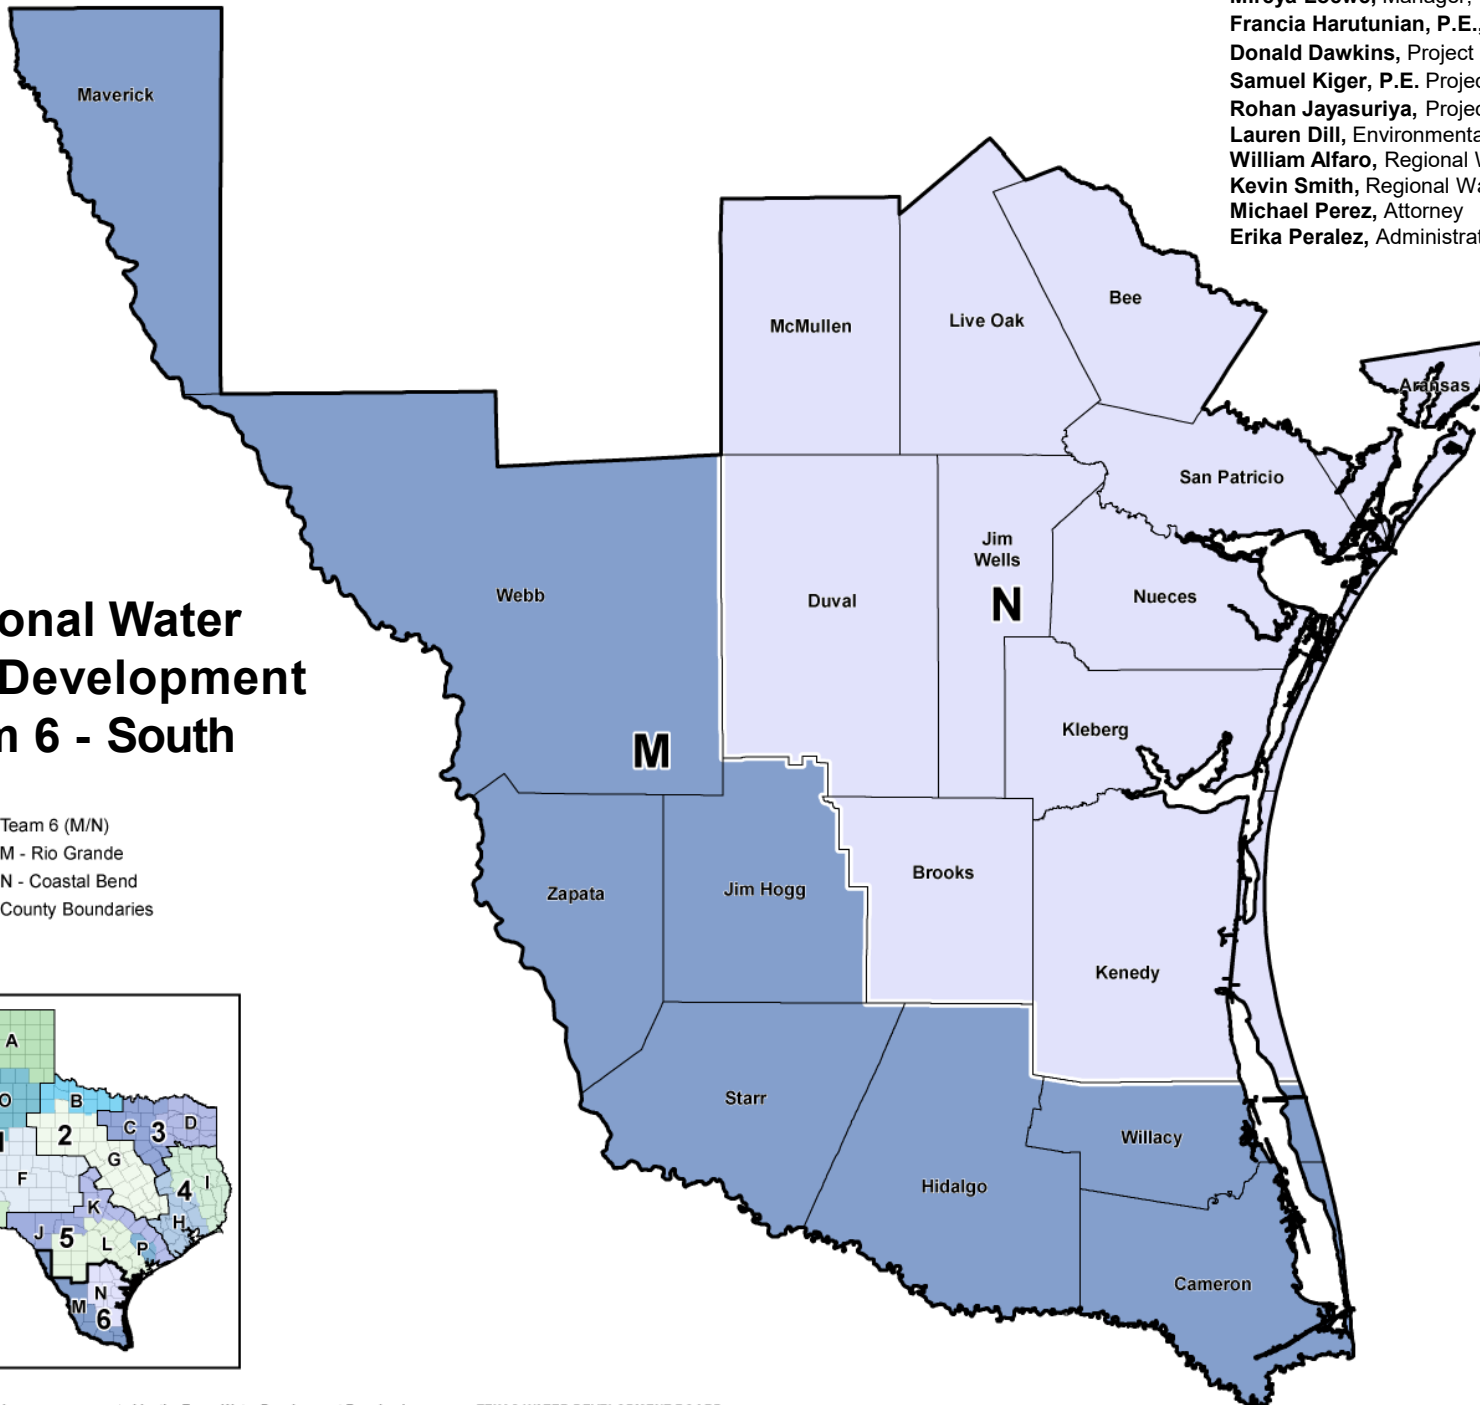 Francia Harutunian, P.E.,
Donald Dawkins, Project
Samuel Kiger, P.E. Projec
Rohan Jayasuriya, Projec
Lauren Dill, Environmenta
William Alfaro, Regional W
Kevin Smith, Regional Wa
Michael Perez, Attorney
Erika Peralez, Administrat
Maverick
McMullen
Live Oak
Bee
Aransas
San Patricio
Jim
Wells
Webb
Duval
N
Nueces
onal Water
Development
m 6 - South
M
Kleberg
Team 6 (M/N)
M - Rio Grande
N - Coastal Bend
County Boundaries
Zapata
Jim Hogg
Brooks
Kenedy
Starr
Willacy
Hidalgo
Cameron
A
O
B
2
C
3
D
G
F
4
I
K
H
J
5
L
P
N
M
6